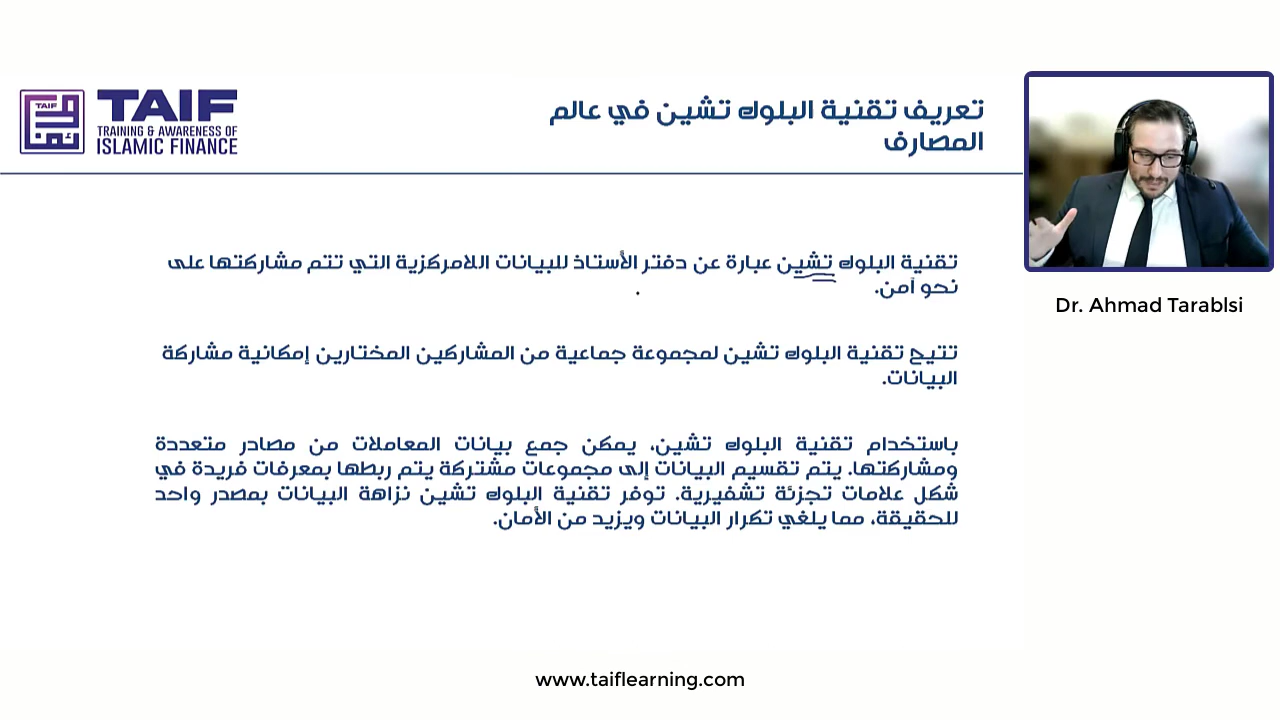 TAIF
TAIF
TRAINING & AWARENESS OF
ISLAMIC FINANCE
تعريف تقنية البلوك تشين في عالم
المصارف
تقنية البلوك تشين عبارة عن دفتر الأستاذ للبيانات اللامركزية التي تتم مشاركتها على
نحو آمن.
تتيح تقنية البلوك تشين لمجموعة جماعية من المشاركين المختارين إمكانية مشاركة
البيانات.
باستخدام تقنية البلوك تشين، يمكن جمع بيانات المعاملات من مصادر متعددة
ومشاركتها. يتم تقسيم البيانات إلى مجموعات مشتركة يتم ربطها بمعرفات فريدة في
شكل علامات تجزئة تشفيرية. توفر تقنية البلوك تشين نزاهة البيانات بمصدر واحد
للحقيقة، مما يلغي تكرار البيانات ويزيد من الأمان.
Dr. Ahmad Tarablsi
www.taiflearning.com